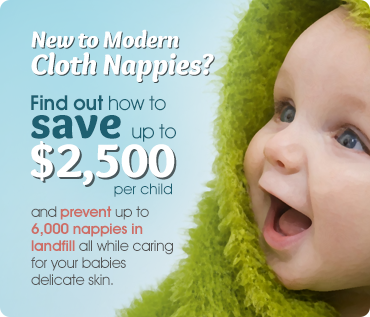 New to Modern
Cloth Nappies?
Find out how to
save up to
$2,500
per child
and prevent up to
6,000 nappies in
landfill all while caring
for your babies
delicate skin.